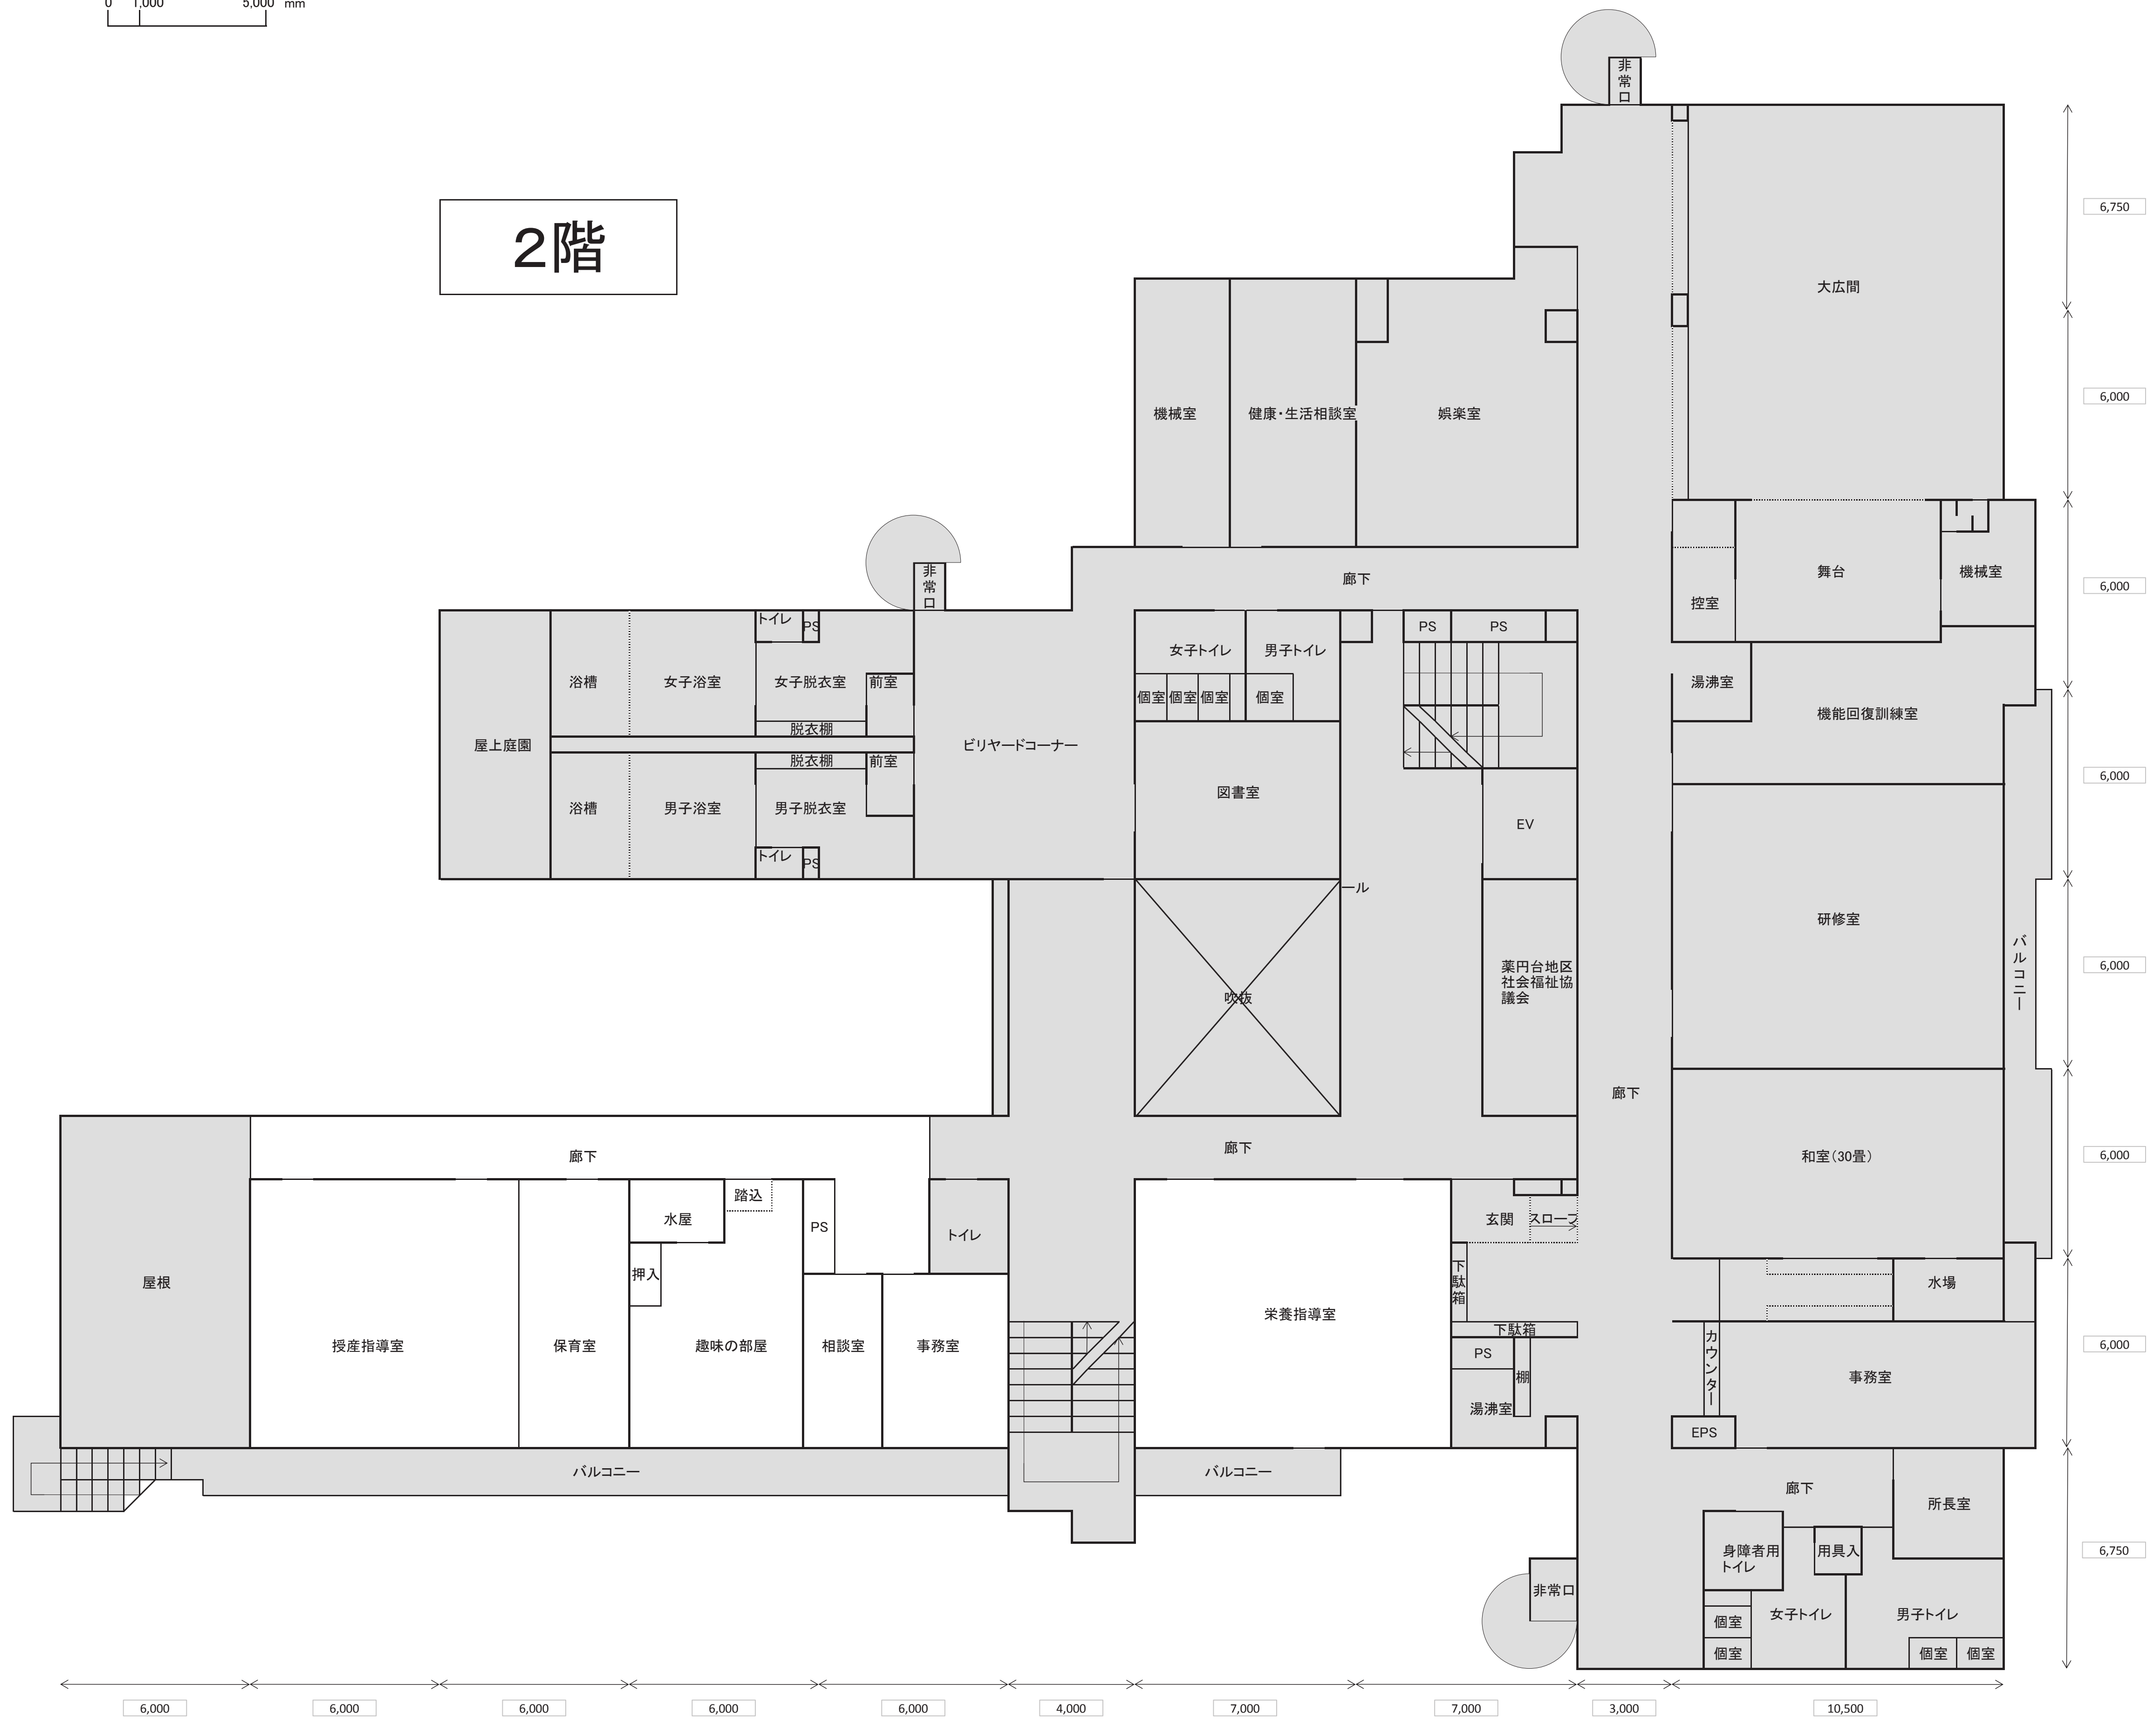 0 1,000 5,000 mm
非常口
2階
6,750
大広間
6,000
機械室
健康・生活相談室
娯楽室
非常口
廊下
控室
舞台
機械室
6,000
トイレ
PS
PS
PS
女子トイレ
男子トイレ
浴槽
女子浴室
女子脱衣室
前室
個室
個室
個室
個室
湯沸室
機能回復訓練室
脱衣棚
屋上庭園
ビリヤードコーナー
脱衣棚
前室
6,000
図書室
浴槽
男子浴室
男子脱衣室
EV
トイレ
PS
ール
研修室
薬円台地区
社会福祉協
議会
吹抜
バルコニー
6,000
廊下
廊下
廊下
和室(30畳)
6,000
踏込
水屋
PS
トイレ
玄関
スロープ
押入
屋根
下駄箱
水場
栄養指導室
下駄箱
授産指導室
保育室
趣味の部屋
相談室
事務室
PS
棚
カウンター
事務室
6,000
湯沸室
EPS
バルコニー
バルコニー
廊下
所長室
身障者用
トイレ
用具入
6,750
非常口
個室
女子トイレ
男子トイレ
個室
個室
個室
6,000
6,000
6,000
6,000
6,000
4,000
7,000
7,000
3,000
10,500